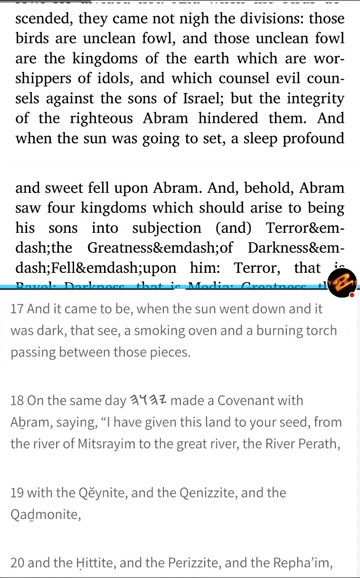 scended, they came not nigh the divisions: those
birds are unclean fowl, and those unclean fowl
are the kingdoms of the earth which are wor-
shippers of idols, and which counsel evil coun-
sels against the sons of Israel; but the integrity
of the righteous Abram hindered them. And
when the sun was going to set, a sleep profound
and sweet fell upon Abram. And, behold, Abram
saw four kingdoms which should arise to being
his sons into subjection (and) Terror&em-
dash;the Greatness&emdash;of Darkness&em-
dash;Fell&emdash;upon him: Terror, that is
Bavel; Darkness, that is Media; Greatness,
17 And it came to be, when the sun went down and it
was dark, that see, a smoking oven and a burning torch
passing between those pieces.
18 On the same day 𐤉𐤄𐤅𐤄 made a Covenant with
Aḇram, saying, “I have given this land to your seed, from
the river of Mitsrayim to the great river, the River Perath,
19 with the Qĕynite, and the Qenizzite, and the
Qaḏmonite,
20 and the Ḥittite, and the Perizzite, and the Repha’im,